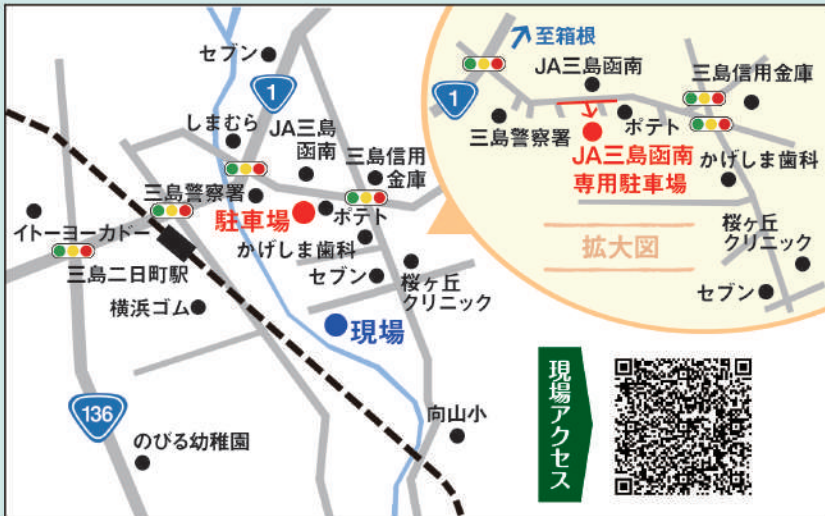 セブン
1
しまむら
JA三島
函南
三島信用
金庫
三島警察署
駐車場
ポテト
イトーヨーカドー
かげしま歯科
三島二日町駅
セブン
桜ヶ丘
クリニック
横浜ゴム
現場
136
向山小
のびる幼稚園
至箱根
JA三島函南
三島信用金庫
1
三島警察署
ポテト
JA三島函南
専用駐車場
かげしま歯科
拡大図
桜ヶ丘
クリニック
セブン
現場アクセス